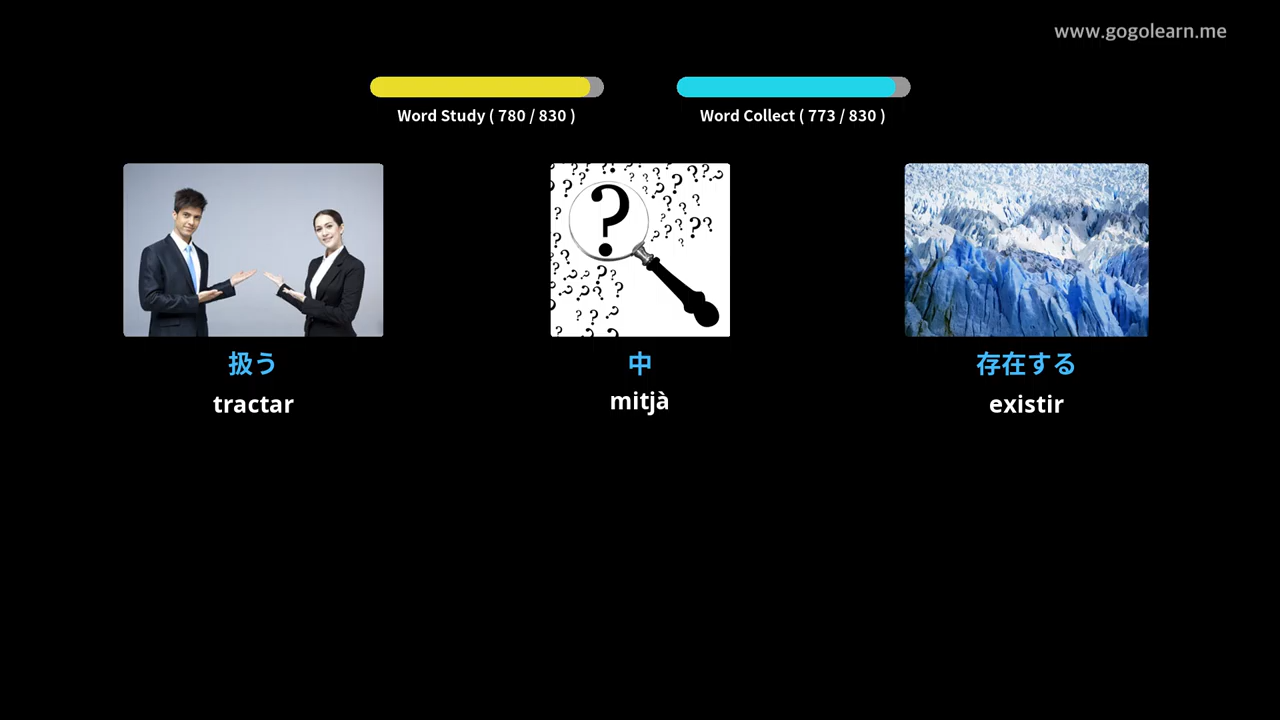 www.gogolearn.me
Word Study ( 780 / 830 )
Word Collect ( 773 / 830 )
扱う
tractar
中
mitjà
存在する
existir